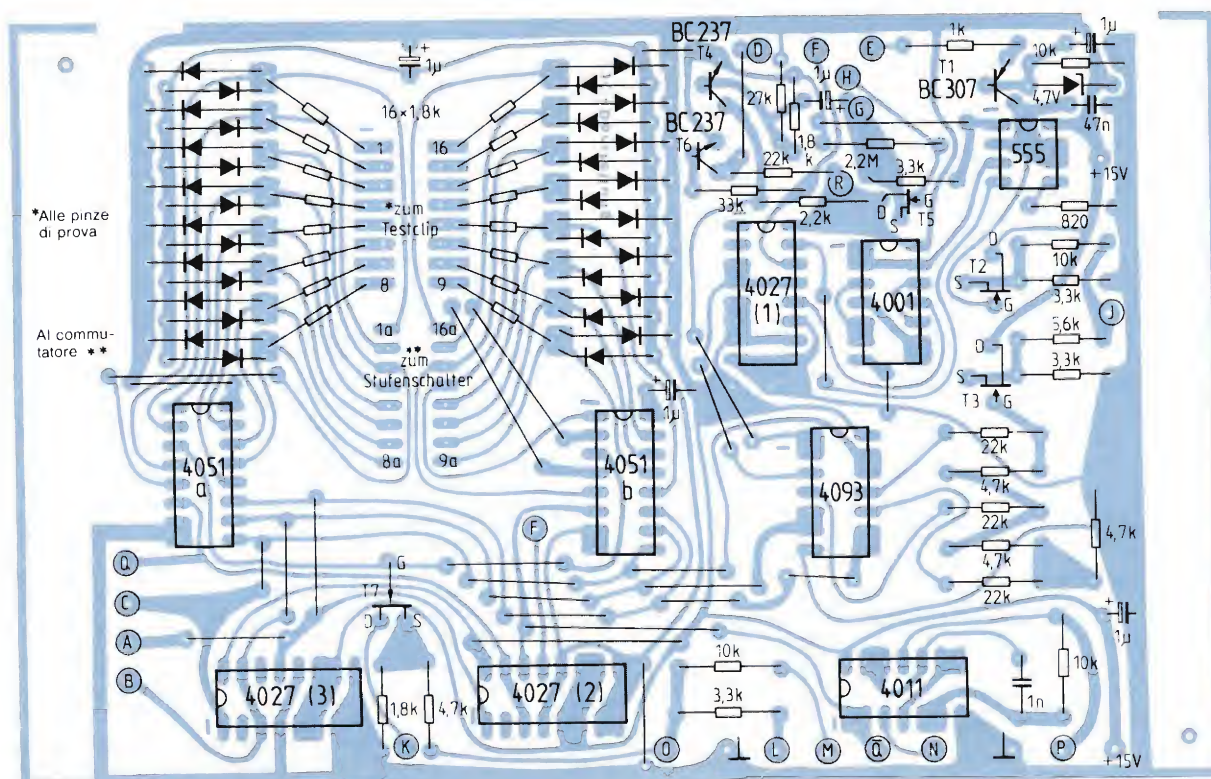 BC237
T4
D
F
E
1k
+
1µ
10k
+
1µ
T1
BC307
4,7V
47n
27k
1µ
H
G
1,8
k
16×1,8k
BC237
T6
1
16
22k
2,2M
3,3k
555
+15V
R
33k
2,2k
D
G
S
T5
820
*Alle pinze
di prova
*zum
Testclip
4027
(1)
4001
D
T2
S
G
10k
3,3k
J
8
9
Al commu-
tatore **
1a
16a
**
zum
Stufenschalter
D
S
T3
G
5,6k
3,3k
+
1µ
4051
a
8a
9a
4051
b
4093
22k
4,7k
22k
4,7k
22k
4,7k
Q
C
A
B
F
G
T7
D
S
+
1µ
4027 (3)
1,8k
4,7k
K
4027 (2)
10k
3,3k
4011
1n
10k
O
L
M
Q̄
N
P
+15V